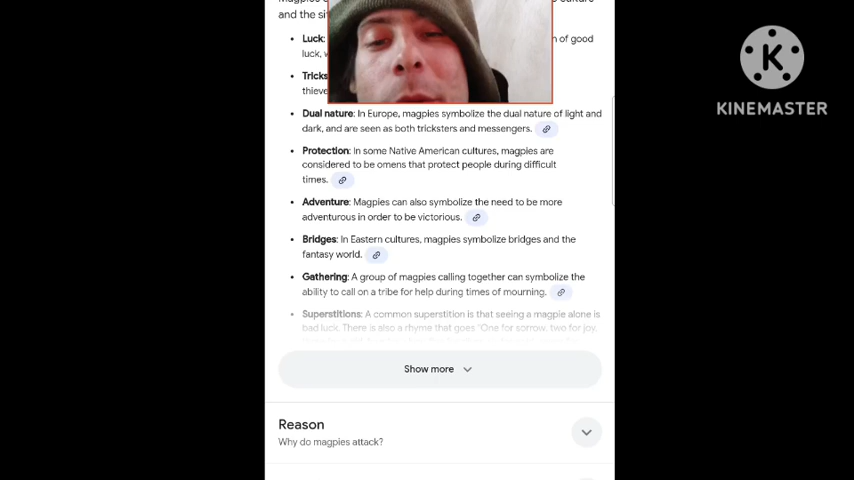 and the si
Luck: n of good
luck,
Tricks
thieve
Dual nature: In Europe, magpies symbolize the dual nature of light and
dark, and are seen as both tricksters and messengers.
Protection: In some Native American cultures, magpies are
considered to be omens that protect people during difficult
times.
Adventure: Magpies can also symbolize the need to be more
adventurous in order to be victorious.
Bridges: In Eastern cultures, magpies symbolize bridges and the
fantasy world.
Gathering: A group of magpies calling together can symbolize the
ability to call on a tribe for help during times of mourning.
Superstitions: A common superstition is that seeing a magpie alone is
bad luck. There is also a rhyme that goes "One for sorrow, two for joy,
Show more
Reason
Why do magpies attack?
K
KINEMASTER